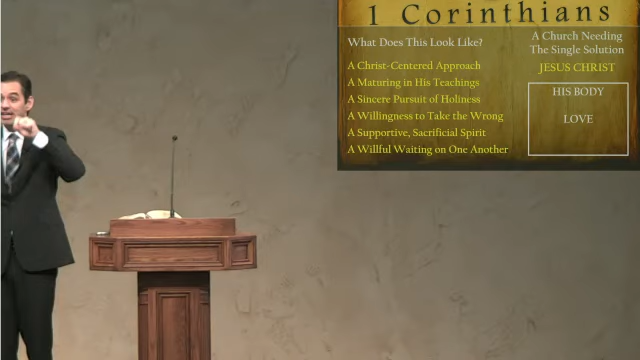 1 Corinthians
What Does This Look Like?
A Christ-Centered Approach
A Maturing in His Teachings
A Sincere Pursuit of Holiness
A Willingness to Take the Wrong
A Supportive, Sacrificial Spirit
A Willful Waiting on One Another
A Church Needing
The Single Solution
JESUS CHRIST
HIS BODY
LOVE